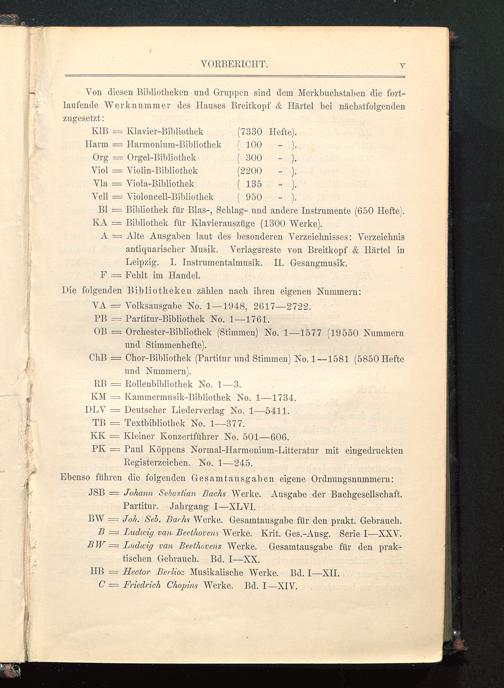 VORBERICHT. V
Von diesen Bibliotheken und Gruppen sind dem Merkbuchstaben die fort-
laufende Werknummer des Hauses Breitkopf & Härtel bei nächstfolgenden
zugesetzt:
KlB = Klavier-Bibliothek (7330 Hefte).
Harm = Harmonium-Bibliothek ( 100 - ).
Org = Orgel-Bibliothek ( 300 - ).
Viol = Violin-Bibliothek (2200 - ).
Vla = Viola-Bibliothek ( 135 - ).
Vcll = Violoncell-Bibliothek ( 950 - ).
Bl = Bibliothek für Blas-, Schlag- und andere Instrumente (650 Hefte).
KA = Bibliothek für Klavierauszüge (1300 Werke).
A = Alte Ausgaben laut des besonderen Verzeichnisses: Verzeichnis
antiquarischer Musik. Verlagsreste von Breitkopf & Härtel in
Leipzig. I. Instrumentalmusik. II. Gesangmusik.
F = Fehlt im Handel.
Die folgenden Bibliotheken zählen nach ihren eigenen Nummern:
VA = Volksausgabe No. 1—1948, 2617—2722.
PB = Partitur-Bibliothek No. 1—1761.
OB = Orchester-Bibliothek (Stimmen) No. 1—1577 (19550 Nummern
und Stimmenhefte).
ChB = Chor-Bibliothek (Partitur und Stimmen) No. 1—1581 (5850 Hefte
und Nummern).
RB = Rollenbibliothek No. 1—3.
KM = Kammermusik-Bibliothek No. 1—1734.
DLV = Deutscher Liederverlag No. 1—5411.
TB = Textbibliothek No. 1—377.
KK = Kleiner Konzertführer No. 501—606.
PK = Paul Köppens Normal-Harmonium-Litteratur mit eingedruckten
Registerzeichen. No. 1—245.
Ebenso führen die folgenden Gesamtausgaben eigene Ordnungsnummern:
JSB = Johann Sebastian Bachs Werke. Ausgabe der Bachgesellschaft.
Partitur. Jahrgang I—XLVI.
BW = Joh. Seb. Bachs Werke. Gesamtausgabe für den prakt. Gebrauch.
B = Ludwig van Beethovens Werke. Krit. Ges.-Ausg. Serie I—XXV.
BW = Ludwig van Beethovens Werke. Gesamtausgabe für den prak-
tischen Gebrauch. Bd. I—XX.
HB = Hector Berlioz Musikalische Werke. Bd. I—XII.
C = Friedrich Chopins Werke. Bd. I—XIV.